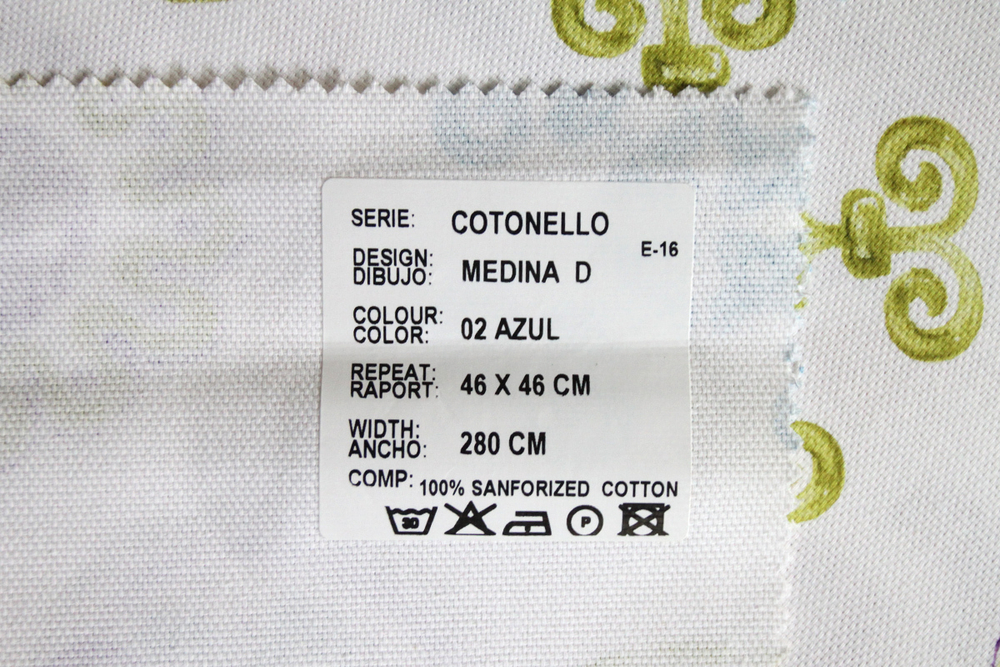 SERIE: COTONELLO
E-16
DESIGN:
DIBUJO: MEDINA D
COLOUR:
COLOR: 02 AZUL
REPEAT:
RAPORT: 46 X 46 CM
WIDTH:
ANCHO: 280 CM
COMP: 100% SANFORIZED COTTON
30 P